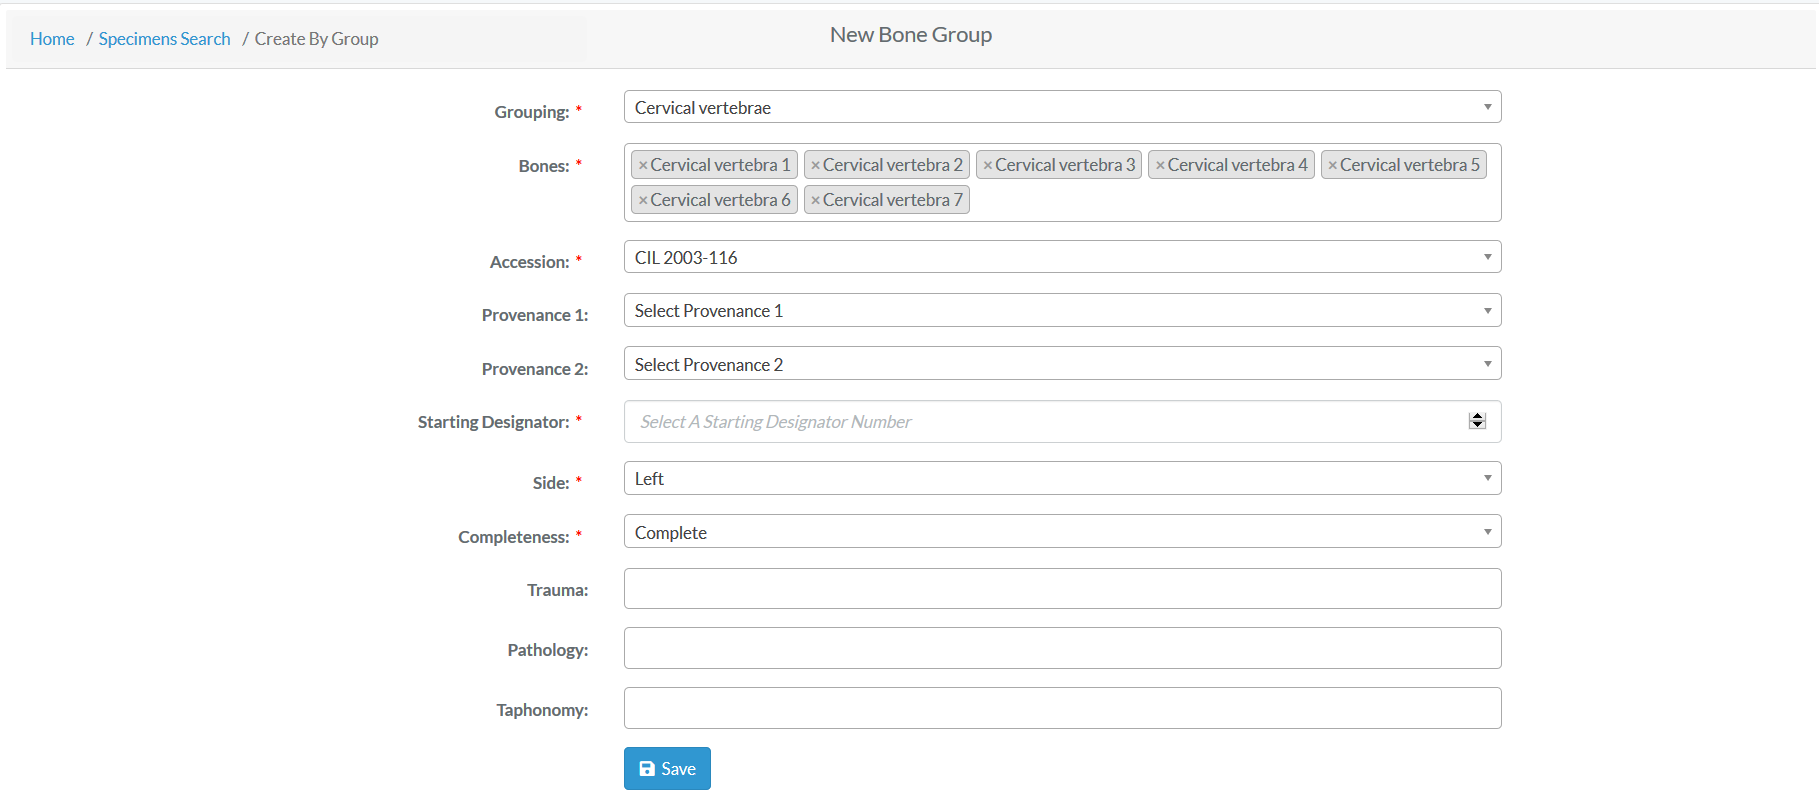 Home / Specimens Search / Create By Group
New Bone Group
Grouping: * Cervical vertebrae
Bones: * ×Cervical vertebra 1 ×Cervical vertebra 2 ×Cervical vertebra 3 ×Cervical vertebra 4 ×Cervical vertebra 5
×Cervical vertebra 6 ×Cervical vertebra 7
Accession: * CIL 2003-116
Provenance 1: Select Provenance 1
Provenance 2: Select Provenance 2
Starting Designator: * Select A Starting Designator Number
Side: * Left
Completeness: * Complete
Trauma:
Pathology:
Taphonomy:
Save